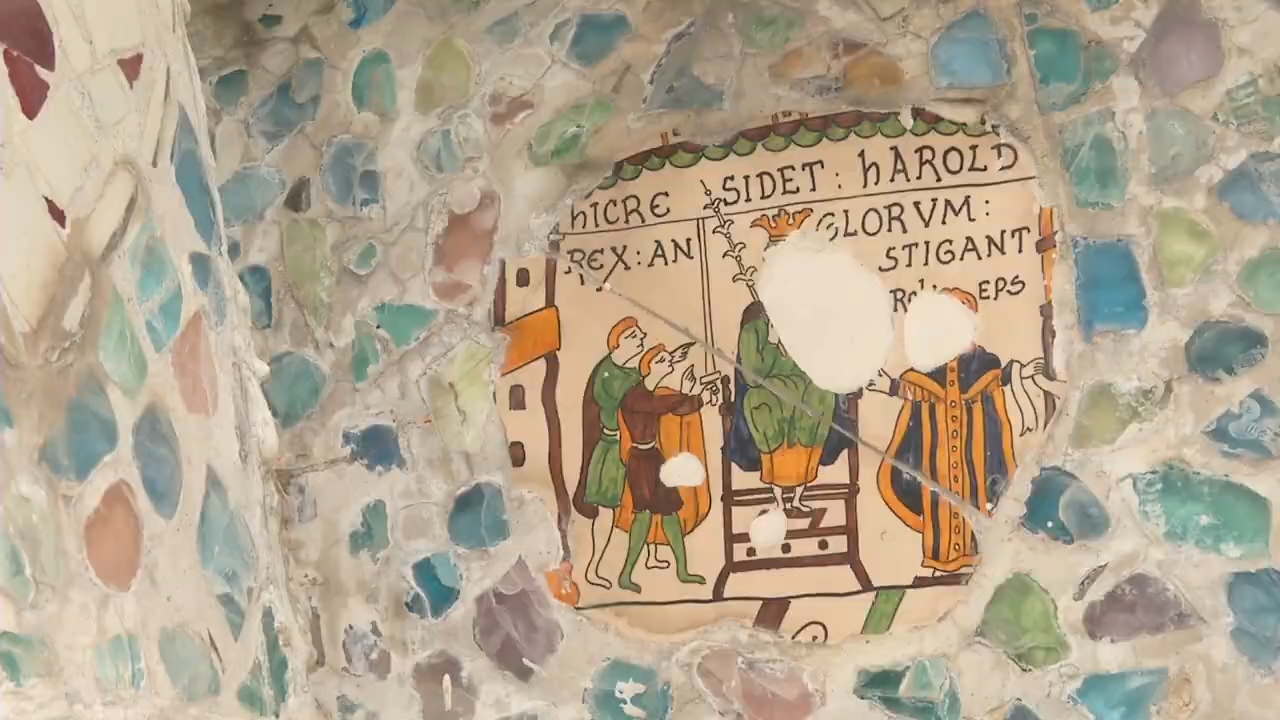 hICRE SIDET : hAROLD
REX : AN GLORVM :
STIGANT
EPS